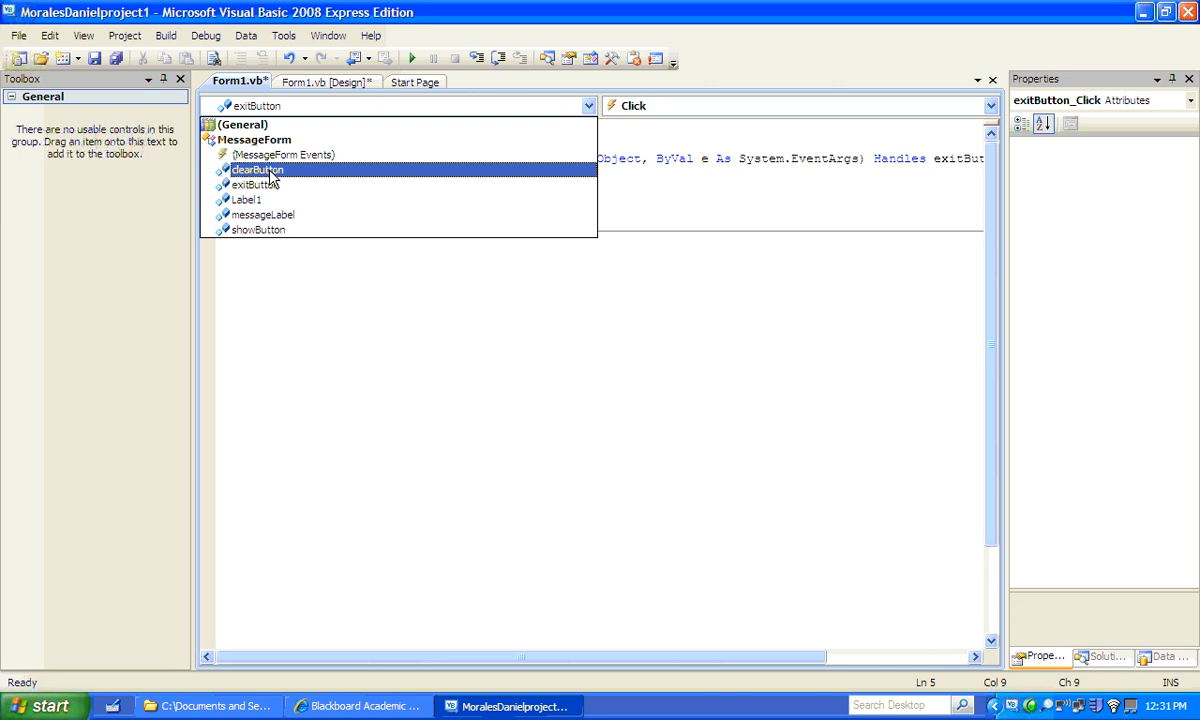 MoralesDanielproject1 - Microsoft Visual Basic 2008 Express Edition
File Edit View Project Build Debug Data Tools Window Help
Toolbox
General
There are no usable controls in this
group. Drag an item onto this text to
add it to the toolbox.
Form1.vb* Form1.vb [Design]* Start Page
exitButton Click
(General)
MessageForm
(MessageForm Events)
clearButton
exitButton
Label1
messageLabel
showButton
Object, ByVal e As System.EventArgs) Handles exitBut
Properties
exitButton_Click Attributes
Prope... Soluti... Data ...
Ready Ln 5 Col 9 Ch 9 INS
start C:\Documents and Se... Blackboard Academic ... MoralesDanielproject... Search Desktop 12:31 PM